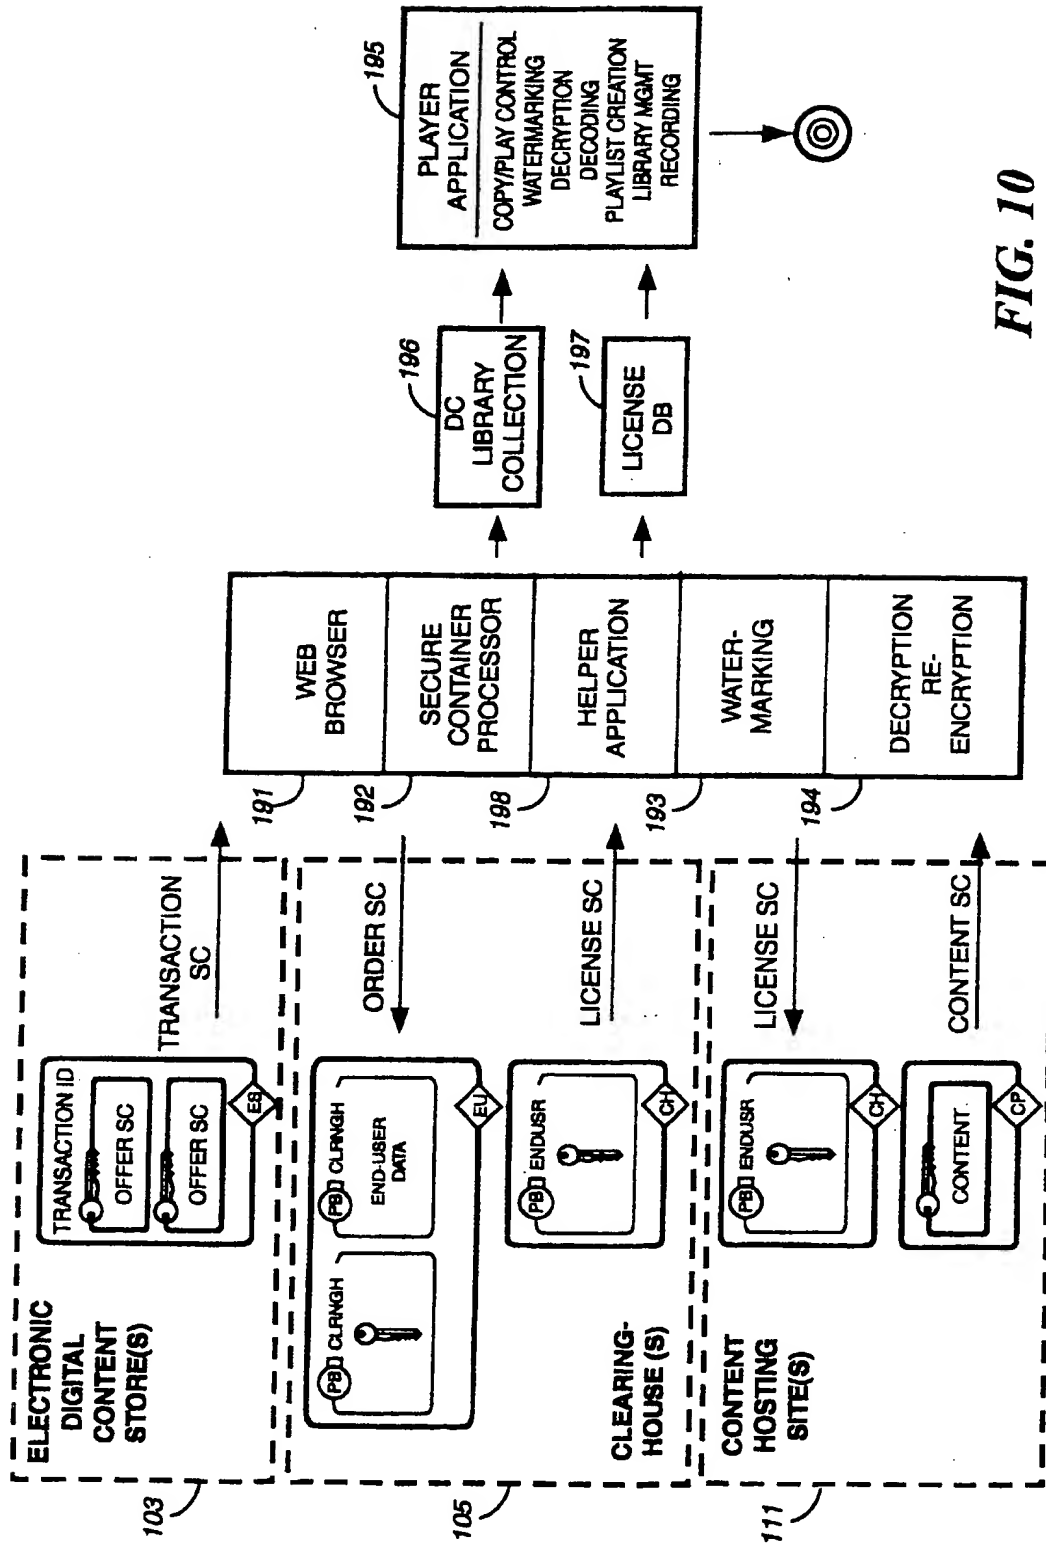 ELECTRONIC
DIGITAL
CONTENT
STORE(S)
103
TRANSACTION ID
OFFER SC
OFFER SC
ES
TRANSACTION
SC
105
PB CLRNGH
PB CLRNGH
END-USER
DATA
EU
ORDER SC
CLEARING-
HOUSE (S)
PB ENDUSR
CH
LICENSE SC
111
CONTENT
HOSTING
SITE(S)
PB ENDUSR
CH
LICENSE SC
CONTENT
CP
CONTENT SC
191
WEB
BROWSER
192
SECURE
CONTAINER
PROCESSOR
198
HELPER
APPLICATION
193
WATER-
MARKING
194
DECRYPTION
RE-
ENCRYPTION
196
DC
LIBRARY
COLLECTION
197
LICENSE
DB
195
PLAYER
APPLICATION
COPY/PLAY CONTROL
WATERMARKING
DECRYPTION
DECODING
PLAYLIST CREATION
LIBRARY MGMT
RECORDING
FIG. 10